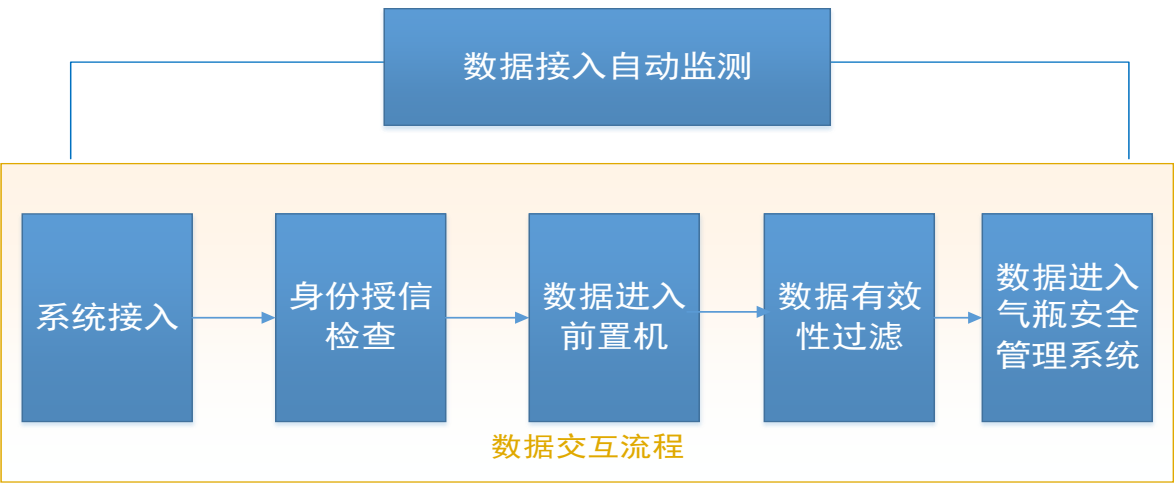 数据接入自动监测
系统接入
身份授信
检查
数据进入
前置机
数据有效
性过滤
数据进入
气瓶安全
管理系统
数据交互流程